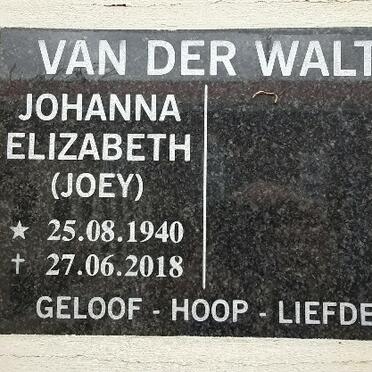 VAN DER WALT
JOHANNA
ELIZABETH
(JOEY)
★ 25.08.1940
† 27.06.2018
GELOOF - HOOP - LIEFDE